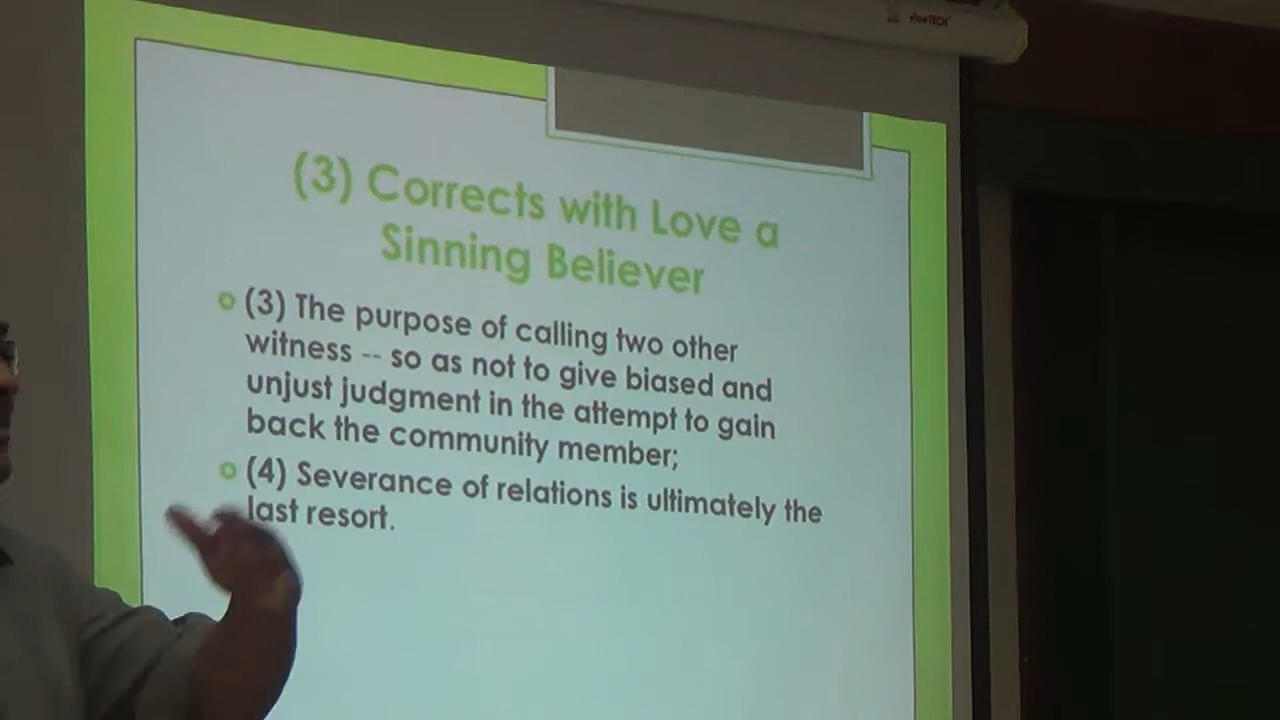 viewTECH
(3) Corrects with Love a
Sinning Believer
(3) The purpose of calling two other
witness -- so as not to give biased and
unjust judgment in the attempt to gain
back the community member;
(4) Severance of relations is ultimately the
last resort.